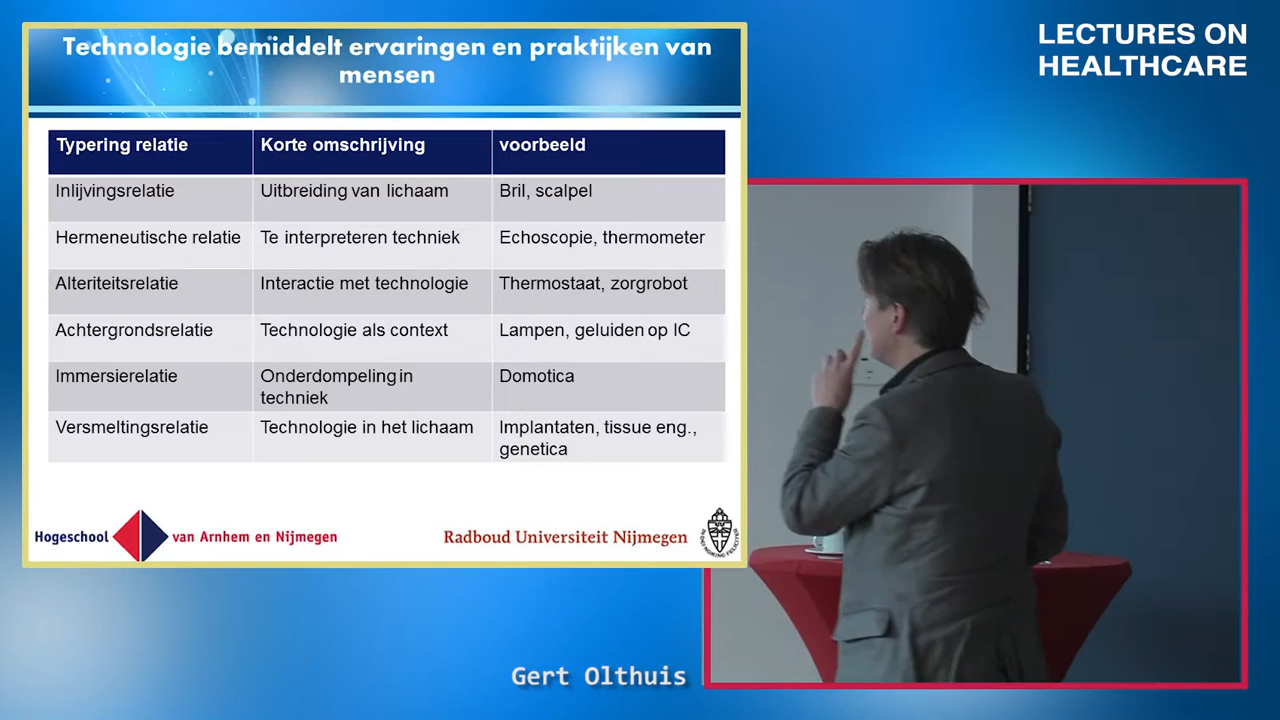 LECTURES ON
HEALTHCARE
Technologie bemiddelt ervaringen en praktijken van
mensen
Typering relatie Korte omschrijving voorbeeld
Inlijvingsrelatie Uitbreiding van lichaam Bril, scalpel
Hermeneutische relatie Te interpreteren techniek Echoscopie, thermometer
Alteriteitsrelatie Interactie met technologie Thermostaat, zorgrobot
Achtergrondsrelatie Technologie als context Lampen, geluiden op IC
Immersierelatie Onderdompeling in Domotica
techniek
Versmeltingsrelatie Technologie in het lichaam Implantaten, tissue eng.,
genetica
Hogeschool van Arnhem en Nijmegen
Radboud Universiteit Nijmegen
Gert Olthuis